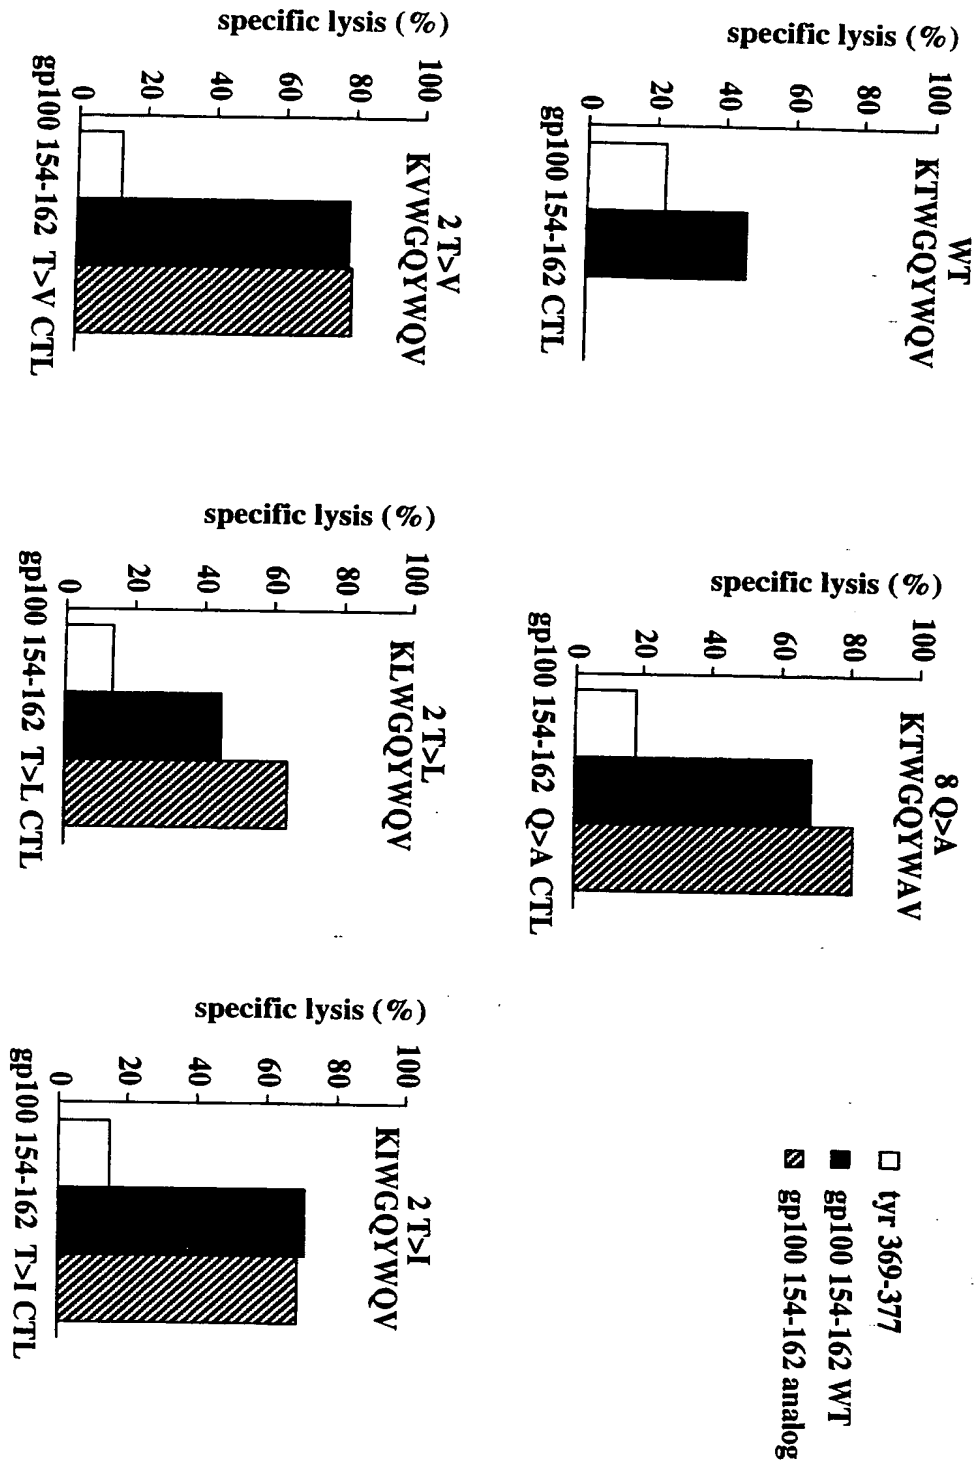 WT
KTWGQYWQV
specific lysis (%)
100
80
60
40
20
0
gp100 154-162 CTL
8 Q>A
KTWGQYWAV
specific lysis (%)
100
80
60
40
20
0
gp100 154-162 Q>A CTL
tyr 369-377
gp100 154-162 WT
gp100 154-162 analog
2 T>V
KVWGQYWQV
specific lysis (%)
100
80
60
40
20
0
gp100 154-162 T>V CTL
2 T>L
KLWGQYWQV
specific lysis (%)
100
80
60
40
20
0
gp100 154-162 T>L CTL
2 T>I
KIWGQYWQV
specific lysis (%)
100
80
60
40
20
0
gp100 154-162 T>I CTL